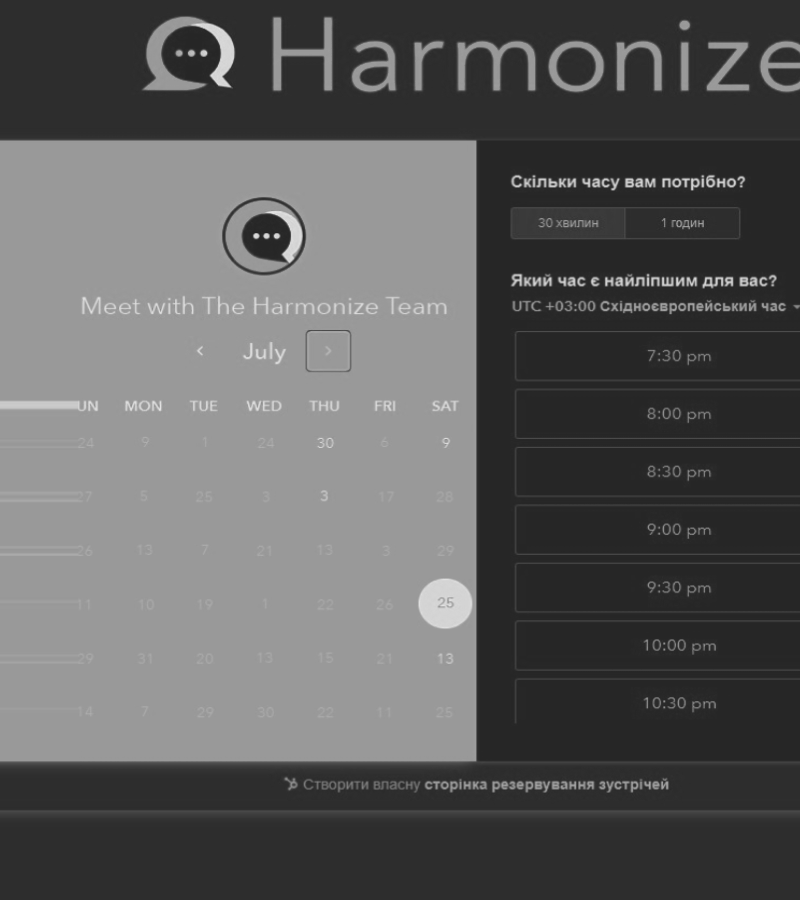 Harmonize
Meet with The Harmonize Team
July
UN MON TUE WED THU FRI SAT
24 9 1 24 30 6 9
27 5 25 3 3 17 28
26 13 7 21 13 3 29
11 10 19 1 22 26 25
29 31 20 13 15 21 13
14 7 29 30 22 11 25
Скільки часу вам потрібно?
30 хвилин 1 годин
Який час є найліпшим для вас?
UTC +03:00 Східноєвропейський час
7:30 pm
8:00 pm
8:30 pm
9:00 pm
9:30 pm
10:00 pm
10:30 pm
Створити власну сторінка резервування зустрічей